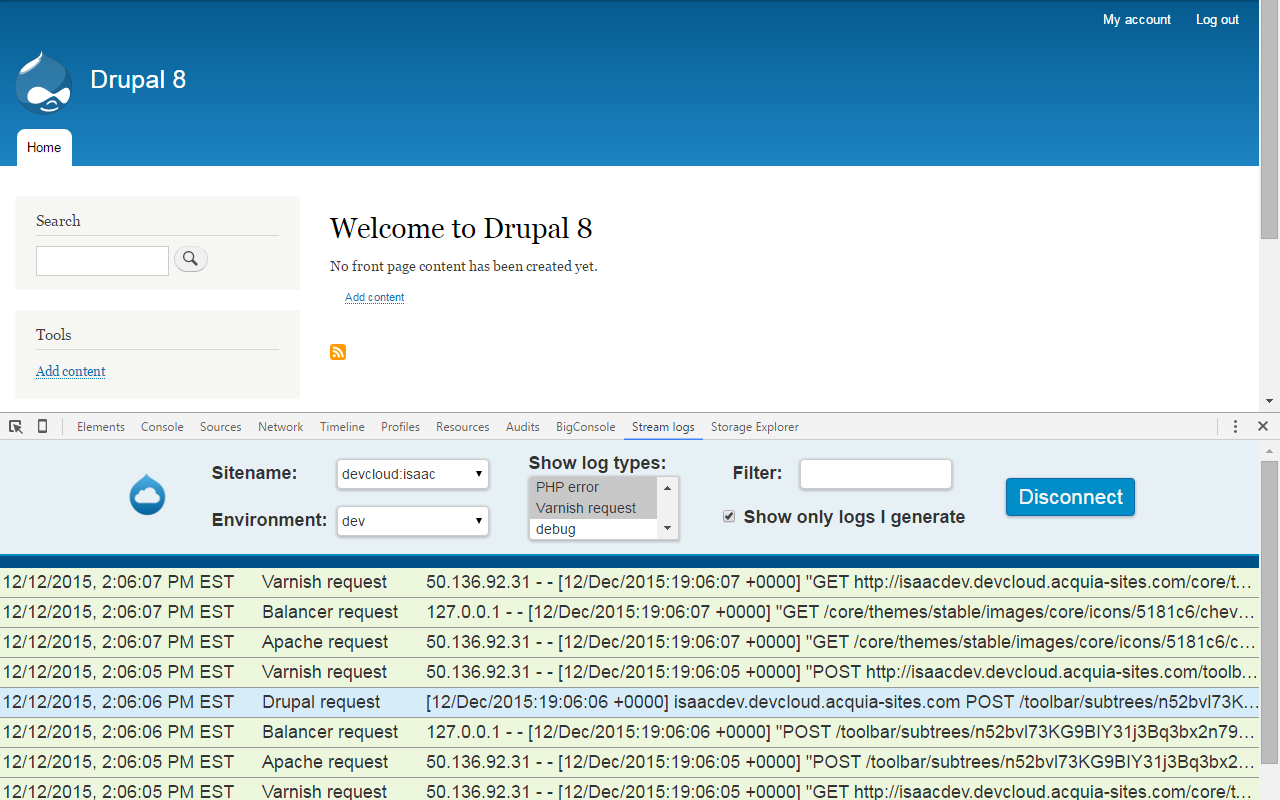 My account Log out
Drupal 8
Home
Search
Welcome to Drupal 8
No front page content has been created yet.
Add content
Tools
Add content
Elements Console Sources Network Timeline Profiles Resources Audits BigConsole Stream logs Storage Explorer
Sitename: devcloud:isaac
Environment: dev
Show log types:
PHP error
Varnish request
debug
Filter:
Show only logs I generate
Disconnect
12/12/2015, 2:06:07 PM EST Varnish request 50.136.92.31 - - [12/Dec/2015:19:06:07 +0000] "GET http://isaacdev.devcloud.acquia-sites.com/core/t...
12/12/2015, 2:06:07 PM EST Balancer request 127.0.0.1 - - [12/Dec/2015:19:06:07 +0000] "GET /core/themes/stable/images/core/icons/5181c6/chev...
12/12/2015, 2:06:07 PM EST Apache request 50.136.92.31 - - [12/Dec/2015:19:06:07 +0000] "GET /core/themes/stable/images/core/icons/5181c6/c...
12/12/2015, 2:06:05 PM EST Varnish request 50.136.92.31 - - [12/Dec/2015:19:06:05 +0000] "POST http://isaacdev.devcloud.acquia-sites.com/toolb...
12/12/2015, 2:06:06 PM EST Drupal request [12/Dec/2015:19:06:06 +0000] isaacdev.devcloud.acquia-sites.com POST /toolbar/subtrees/n52bvl73K...
12/12/2015, 2:06:06 PM EST Balancer request 127.0.0.1 - - [12/Dec/2015:19:06:06 +0000] "POST /toolbar/subtrees/n52bvl73KG9BIY31j3Bq3bx2n79...
12/12/2015, 2:06:05 PM EST Apache request 50.136.92.31 - - [12/Dec/2015:19:06:05 +0000] "POST /toolbar/subtrees/n52bvl73KG9BIY31j3Bq3bx2...
12/12/2015, 2:06:05 PM EST Varnish request 50.136.92.31 - - [12/Dec/2015:19:06:05 +0000] "GET http://isaacdev.devcloud.acquia-sites.com/core/t...